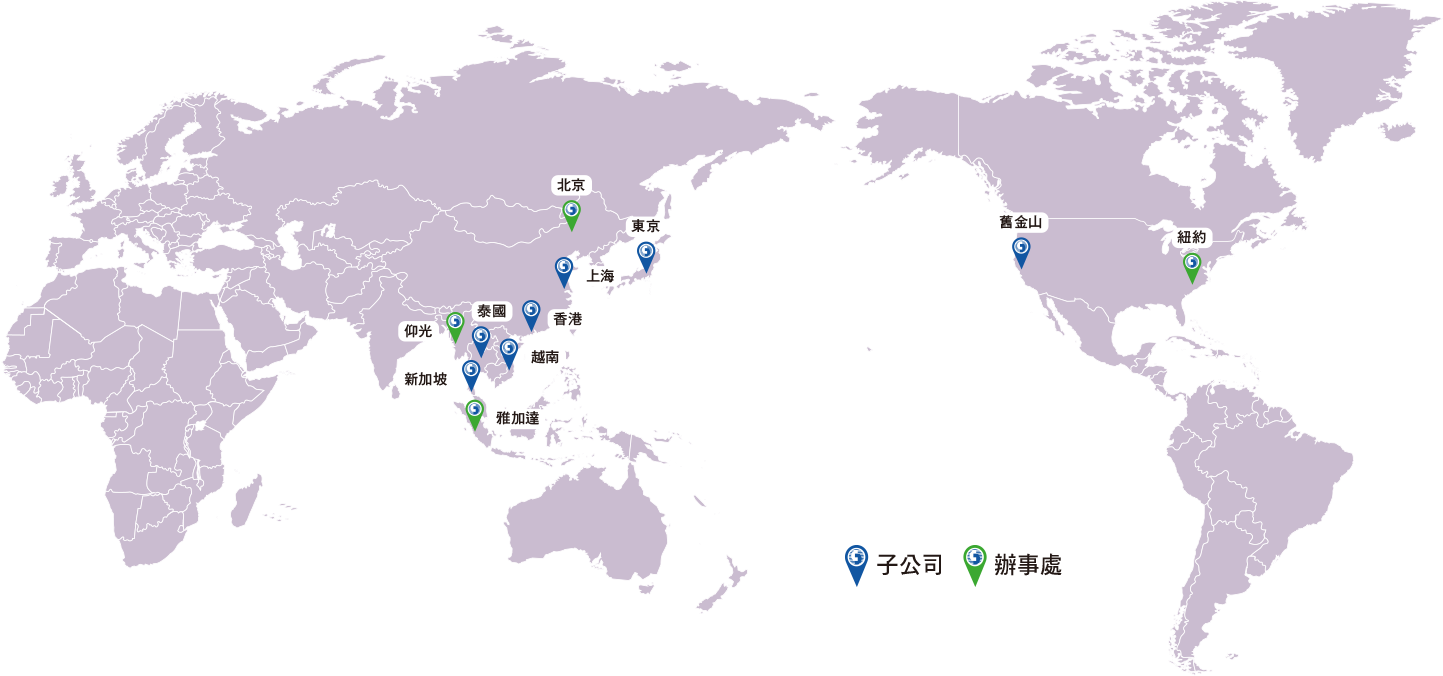 北京
東京
舊金山
紐約
上海
泰國
香港
仰光
越南
新加坡
雅加達
子公司
辦事處